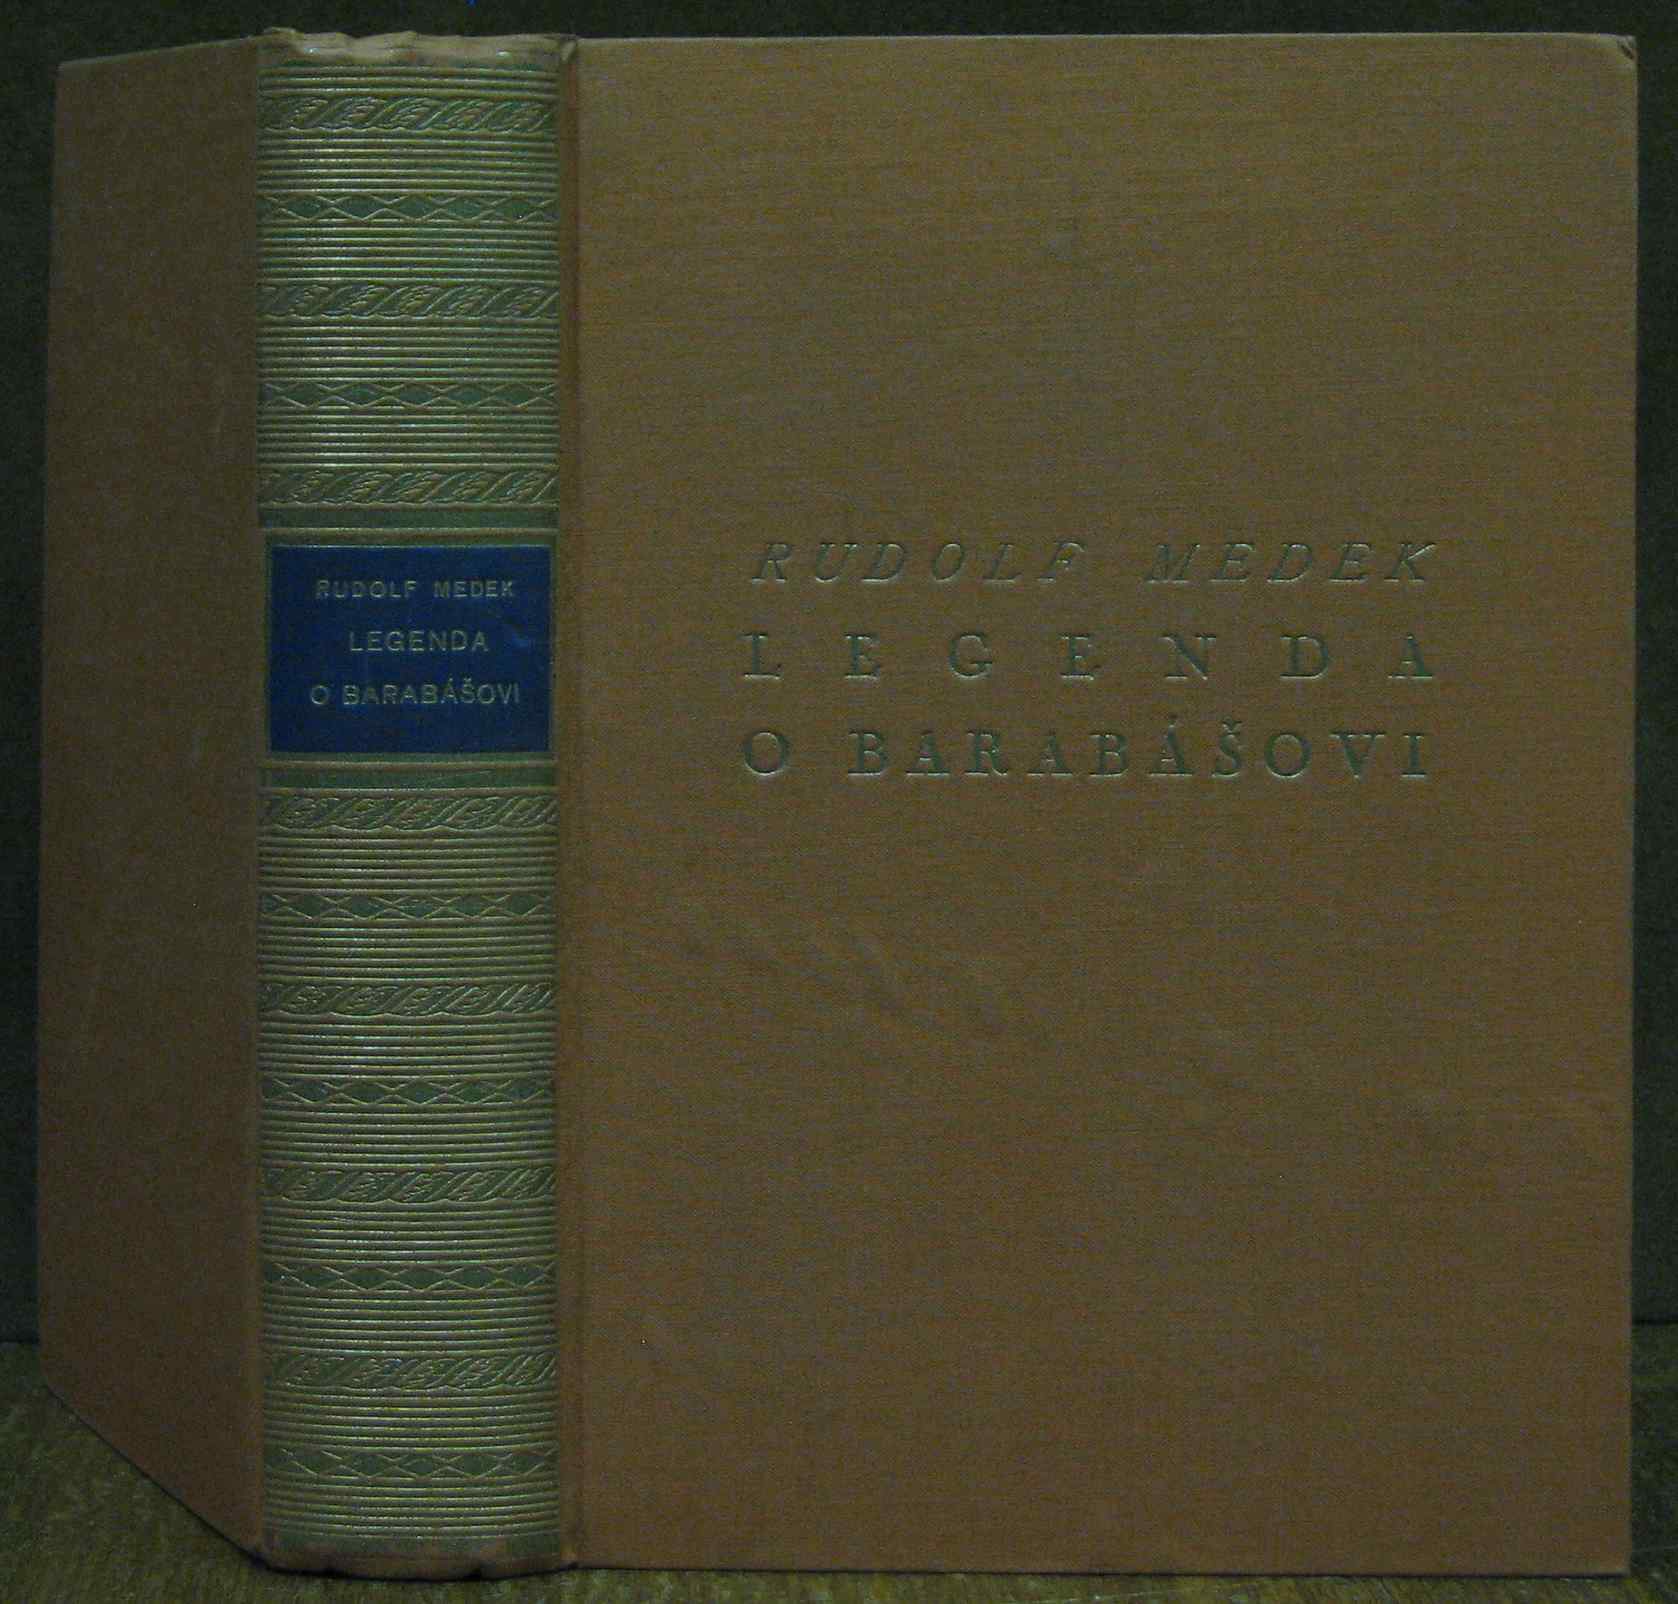 RUDOLF MEDEK
LEGENDA
O BARABÁŠOVI
RUDOLF MEDEK
LEGENDA
O BARABÁŠOVI